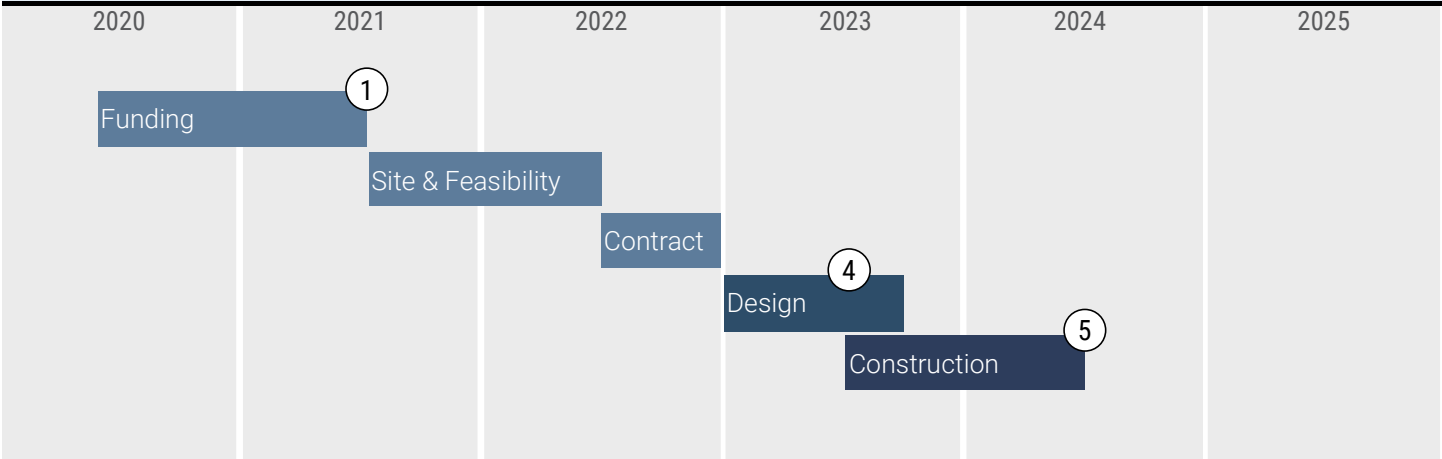 2020 2021 2022 2023 2024 2025
1
Funding
Site & Feasibility
Contract
4
Design
5
Construction